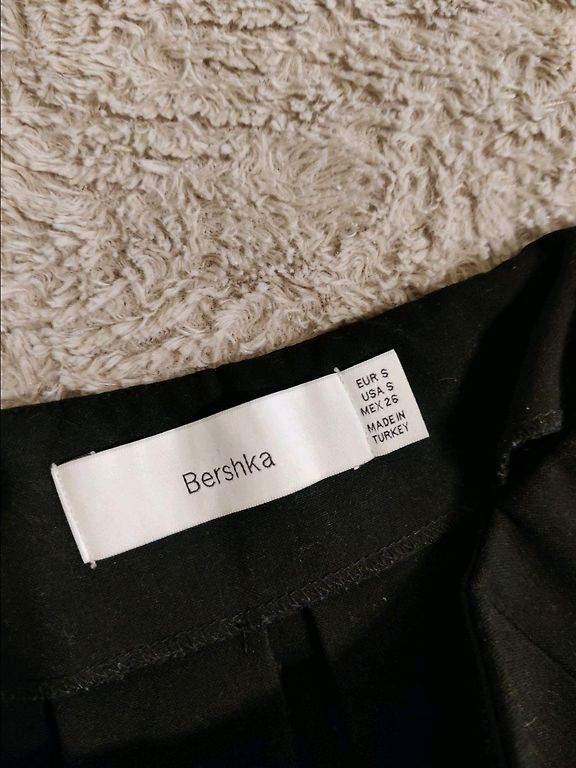 Bershka
EUR S
USA S
MEX 26
MADE IN
TURKEY